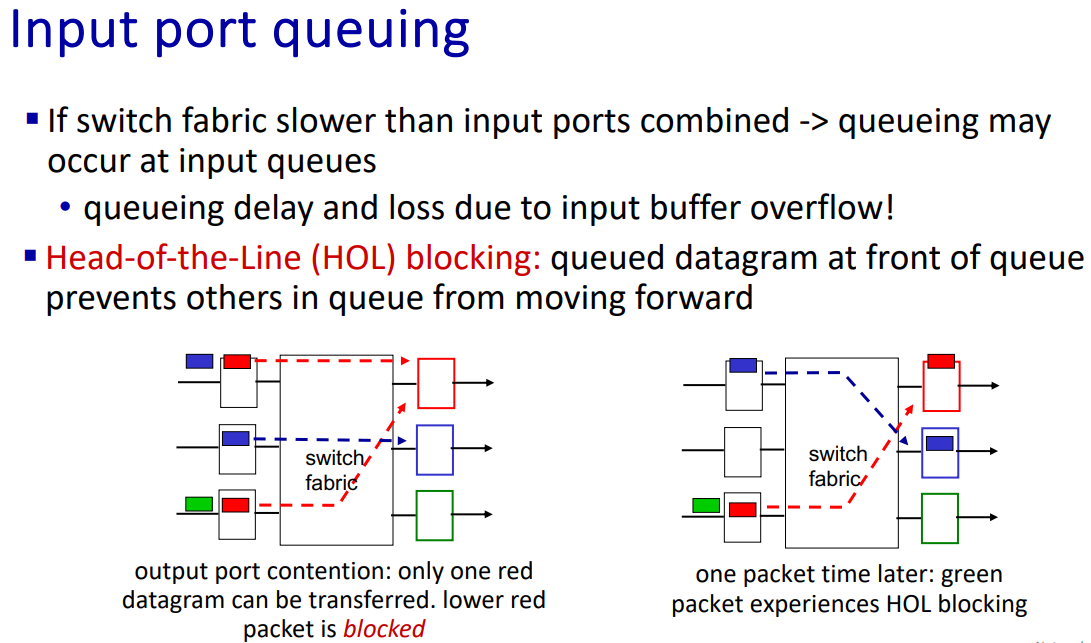 Input port queuing
If switch fabric slower than input ports combined -> queueing may
occur at input queues
• queueing delay and loss due to input buffer overflow!
Head-of-the-Line (HOL) blocking: queued datagram at front of queue
prevents others in queue from moving forward
switch
fabric
output port contention: only one red
datagram can be transferred. lower red
packet is blocked
switch
fabric
one packet time later: green
packet experiences HOL blocking